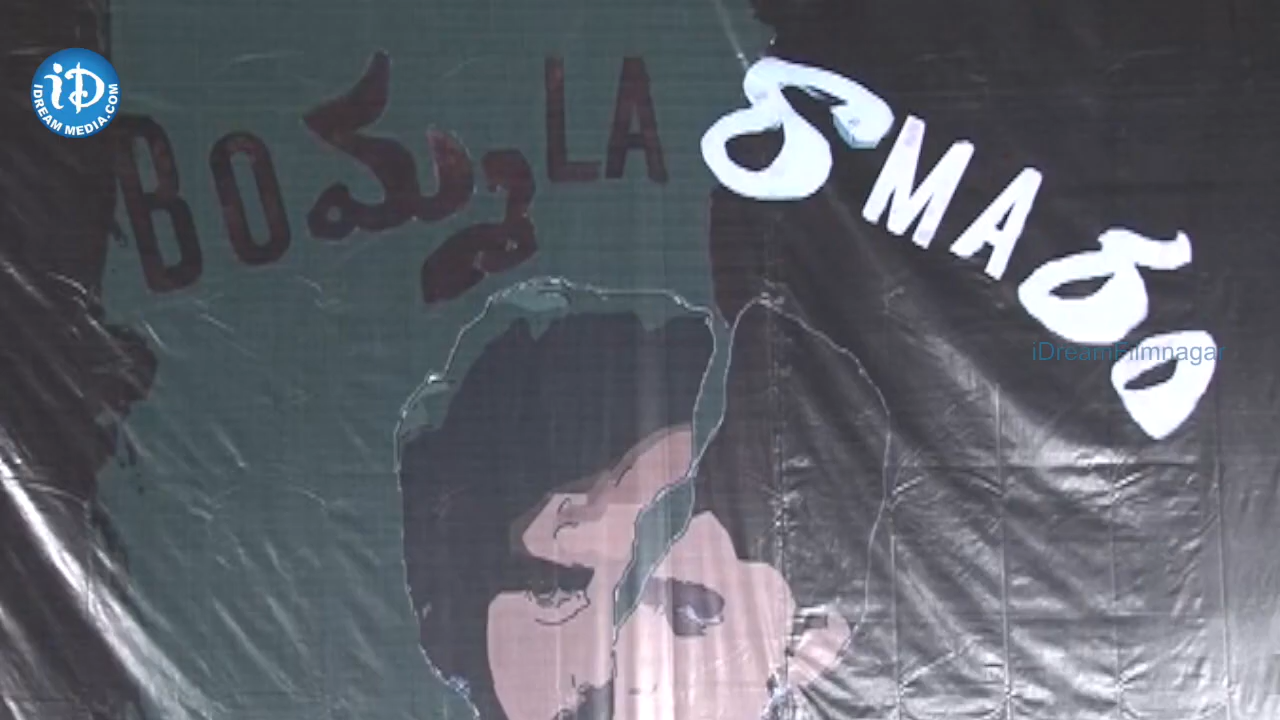 iD
IDREAM MEDIA.COM
BOమ్మLA
రాMAరం
iDreamFilmnagar